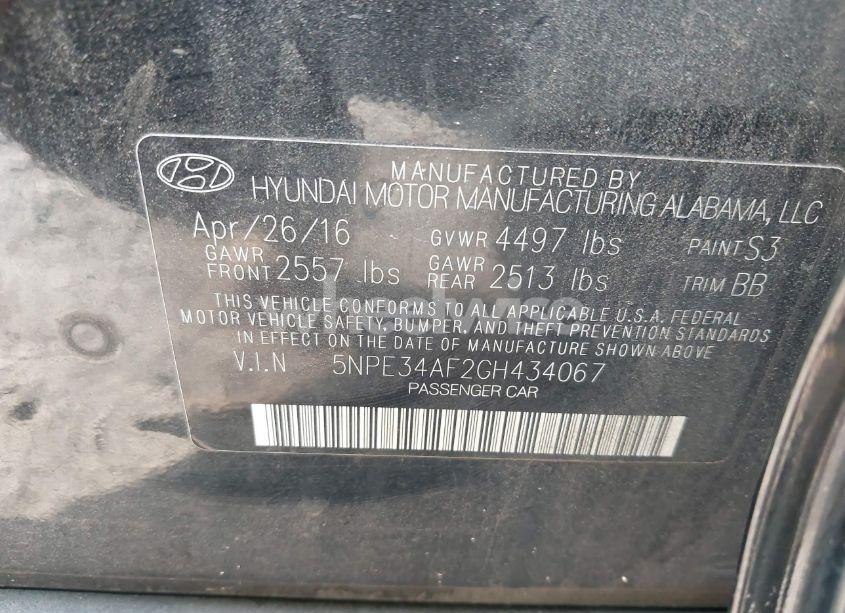 MANUFACTURED BY
HYUNDAI MOTOR MANUFACTURING ALABAMA, LLC
Apr/26/16 GVWR 4497 lbs PAINT S3
GAWR FRONT 2557 lbs GAWR REAR 2513 lbs TRIM BB
THIS VEHICLE CONFORMS TO ALL APPLICABLE U.S.A. FEDERAL
MOTOR VEHICLE SAFETY, BUMPER, AND THEFT PREVENTION STANDARDS
IN EFFECT ON THE DATE OF MANUFACTURE SHOWN ABOVE
V.I.N 5NPE34AF2GH434067
PASSENGER CAR